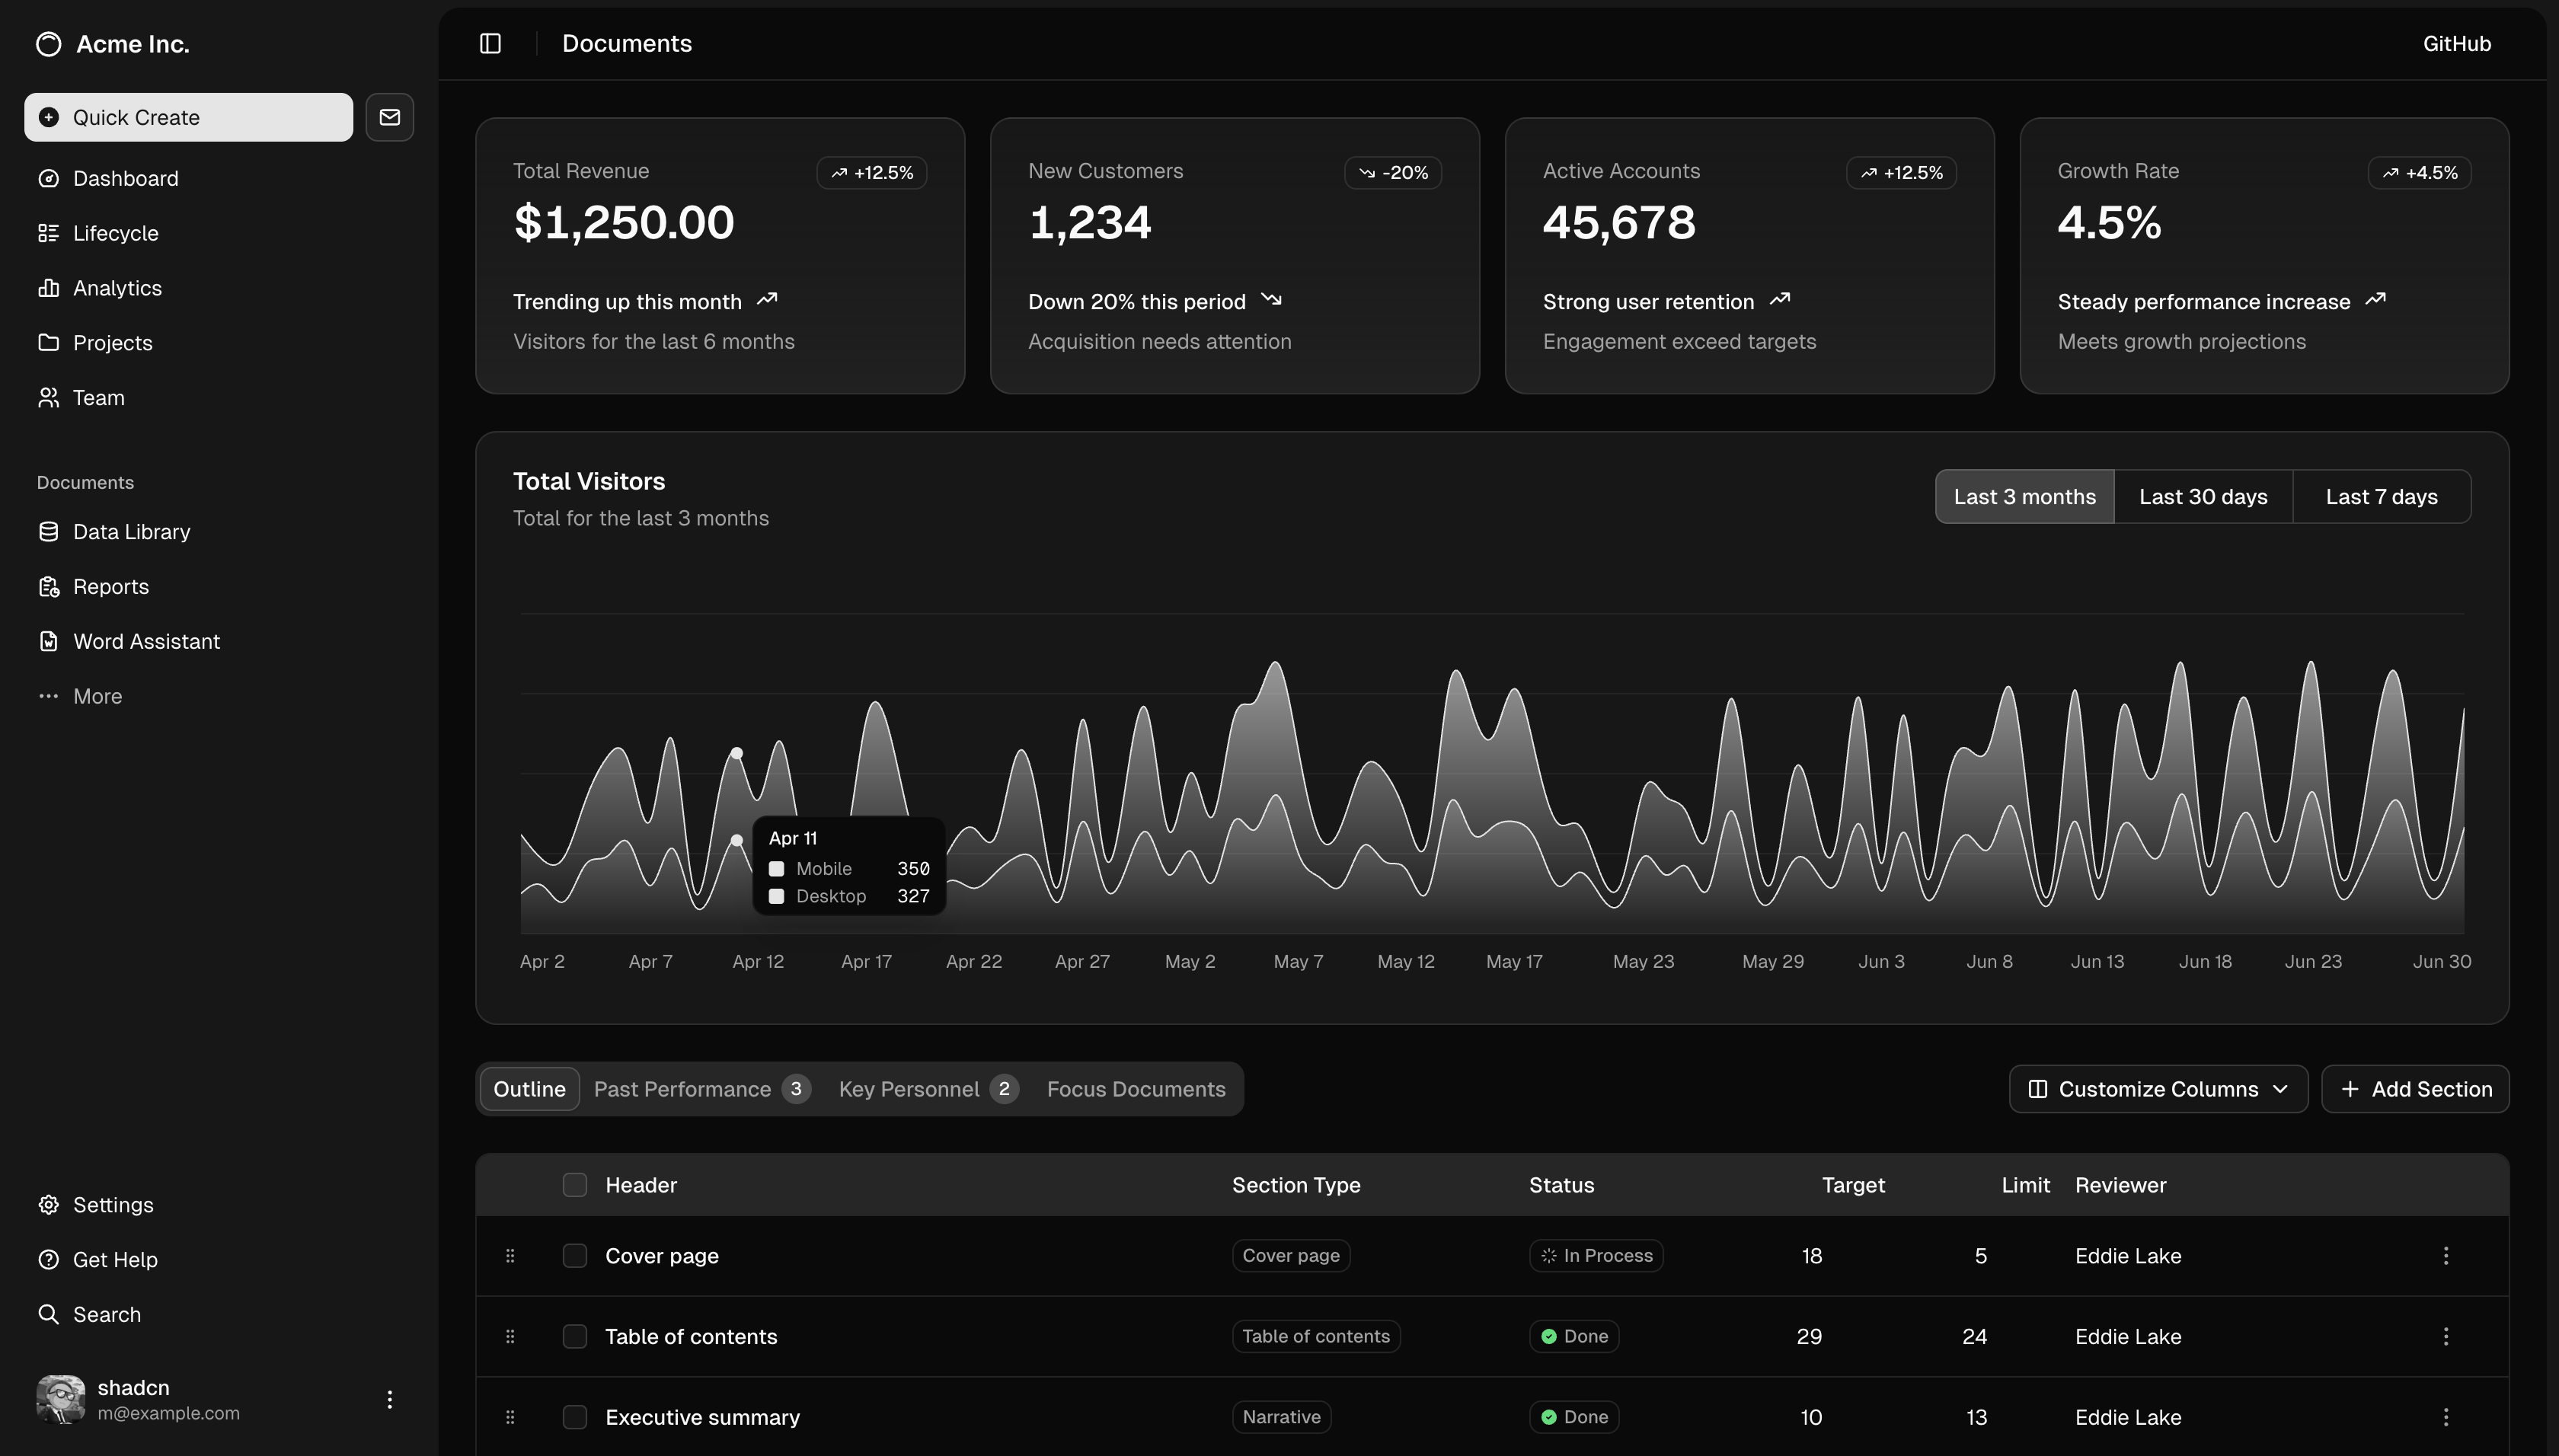 Acme Inc.
Quick Create
Dashboard
Lifecycle
Analytics
Projects
Team
Documents
Data Library
Reports
Word Assistant
More
Settings
Get Help
Search
shadcn
m@example.com
Documents
GitHub
Total Revenue
+12.5%
$1,250.00
Trending up this month
Visitors for the last 6 months
New Customers
-20%
1,234
Down 20% this period
Acquisition needs attention
Active Accounts
+12.5%
45,678
Strong user retention
Engagement exceed targets
Growth Rate
+4.5%
4.5%
Steady performance increase
Meets growth projections
Total Visitors
Total for the last 3 months
Last 3 months Last 30 days Last 7 days
Apr 11
Mobile 350
Desktop 327
Apr 2 Apr 7 Apr 12 Apr 17 Apr 22 Apr 27 May 2 May 7 May 12 May 17 May 23 May 29 Jun 3 Jun 8 Jun 13 Jun 18 Jun 23 Jun 30
Outline Past Performance 3 Key Personnel 2 Focus Documents
Customize Columns Add Section
Header Section Type Status Target Limit Reviewer
Cover page Cover page In Process 18 5 Eddie Lake
Table of contents Table of contents Done 29 24 Eddie Lake
Executive summary Narrative Done 10 13 Eddie Lake